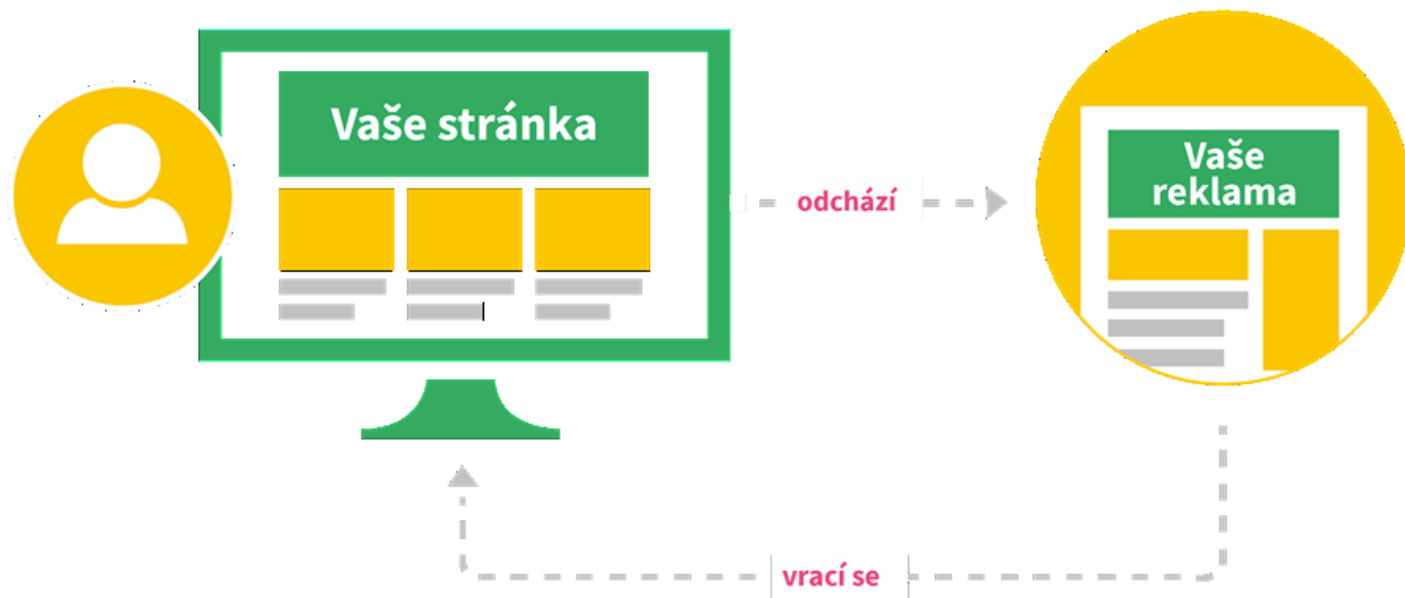 Vaše stránka
odchází
Vaše
reklama
vrací se